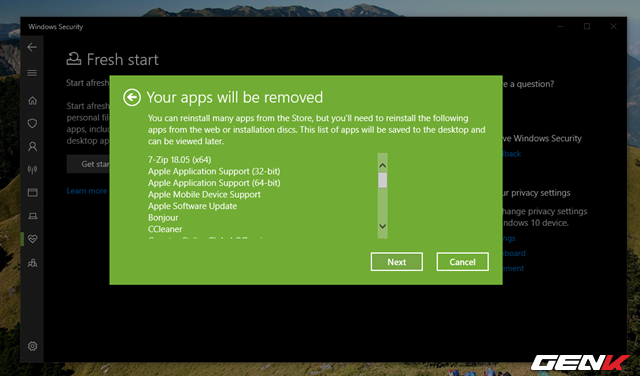 Windows Security
Fresh start
Start afresh
e a question?
Your apps will be removed
You can reinstall many apps from the Store, but you'll need to reinstall the following
apps from the web or installation discs. This list of apps will be saved to the desktop and
can be viewed later.
Start afres
personal fil
apps, includ
desktop ap
Get star
Learn more
7-Zip 18.05 (x64)
Apple Application Support (32-bit)
Apple Application Support (64-bit)
Apple Mobile Device Support
Apple Software Update
Bonjour
CCleaner
Next
Cancel
ve Windows Security
back
ur privacy settings
hange privacy settings
ndows 10 device.
ngs
ement
GENK